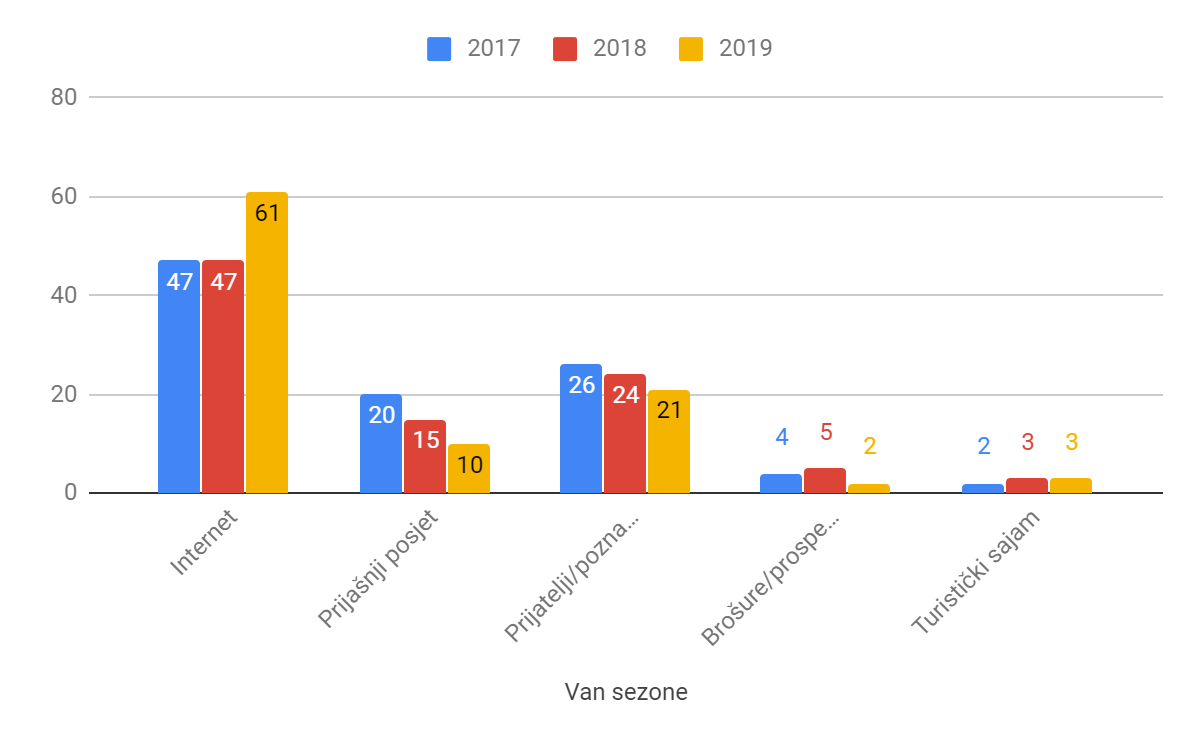 2017 2018 2019
80
60
40
20
0
47 47 61
20 15 10
26 24 21
4 5 2
2 3 3
Internet
Prijašnji posjet
Prijatelji/pozna...
Brošure/prospe...
Turistički sajam
Van sezone